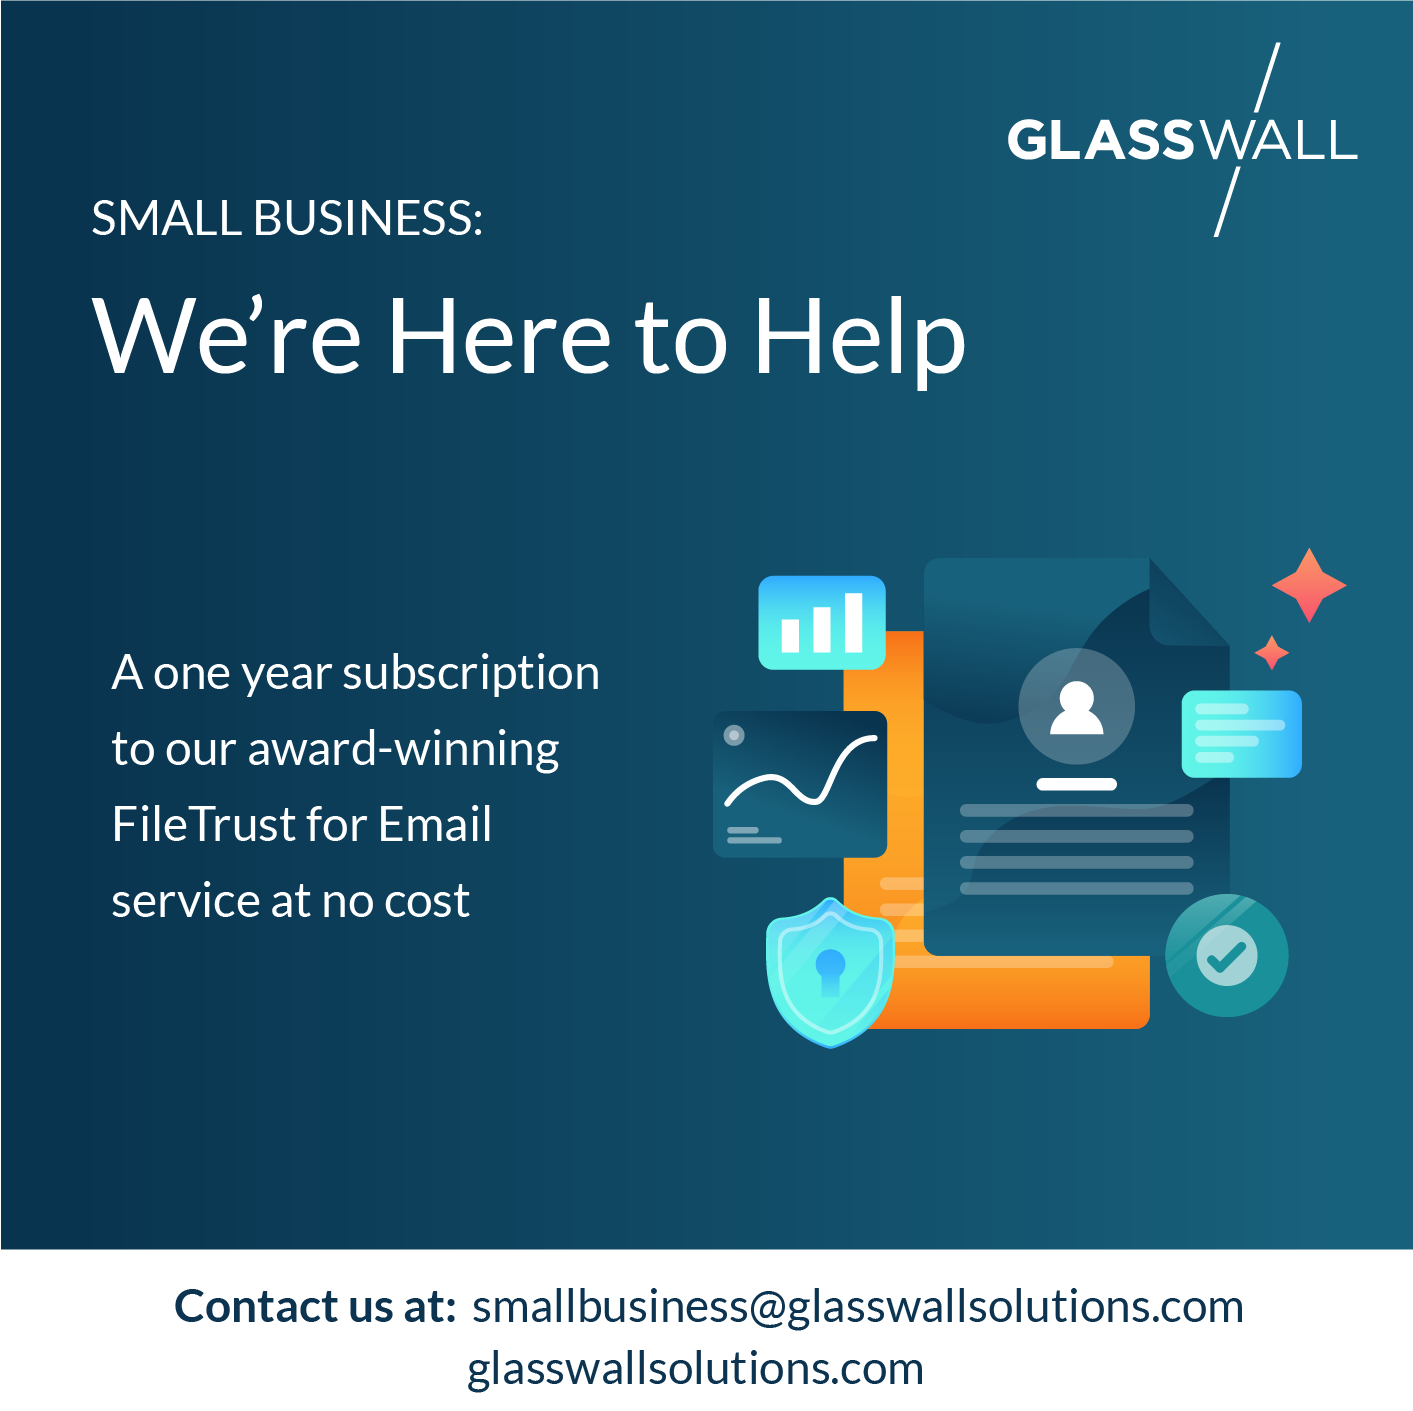 GLASSWALL
SMALL BUSINESS:
We’re Here to Help
A one year subscription
to our award-winning
FileTrust for Email
service at no cost
Contact us at: smallbusiness@glasswallsolutions.com
glasswallsolutions.com